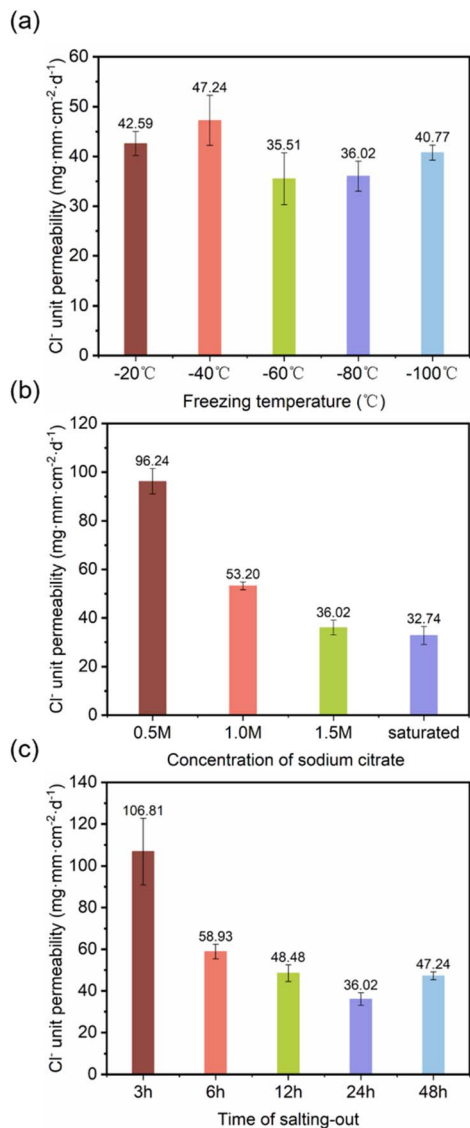 (a)
Cl⁻ unit permeability (mg·mm·cm⁻²·d⁻¹)
60
50
40
30
20
10
0
42.59
47.24
35.51
36.02
40.77
-20℃
-40℃
-60℃
-80℃
-100℃
Freezing temperature (℃)
(b)
Cl⁻ unit permeability (mg·mm·cm⁻²·d⁻¹)
120
100
80
60
40
20
0
96.24
53.20
36.02
32.74
0.5M
1.0M
1.5M
saturated
Concentration of sodium citrate
(c)
Cl⁻ unit permeability (mg·mm·cm⁻²·d⁻¹)
140
120
100
80
60
40
20
0
106.81
58.93
48.48
36.02
47.24
3h
6h
12h
24h
48h
Time of salting-out